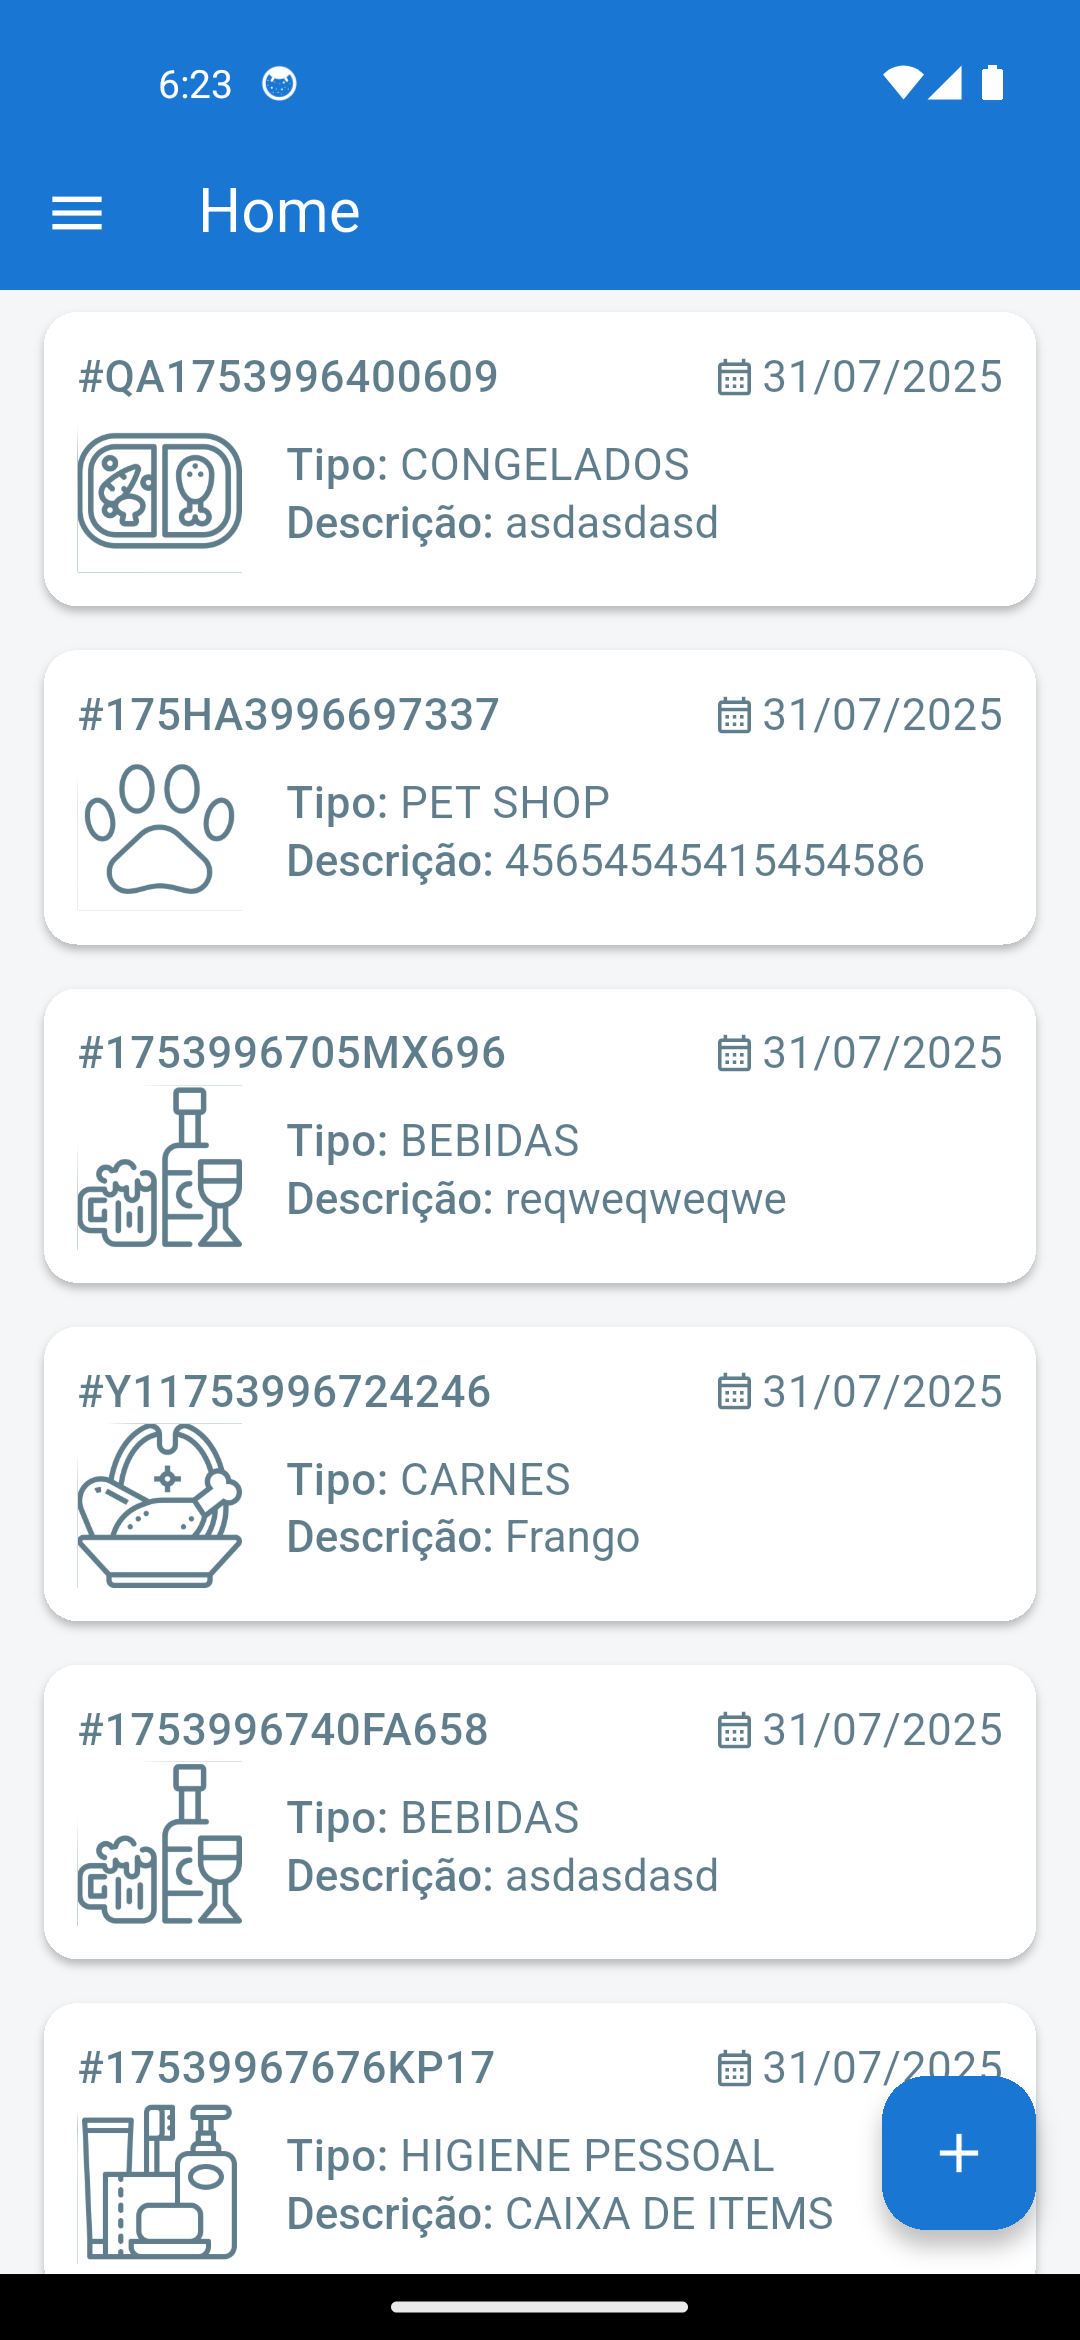 6:23
Home
#QA1753996400609 31/07/2025
Tipo: CONGELADOS
Descrição: asdasdasd
#175HA3996697337 31/07/2025
Tipo: PET SHOP
Descrição: 45654545415454586
#1753996705MX696 31/07/2025
Tipo: BEBIDAS
Descrição: reqweqweqwe
#Y11753996724246 31/07/2025
Tipo: CARNES
Descrição: Frango
#1753996740FA658 31/07/2025
Tipo: BEBIDAS
Descrição: asdasdasd
#17539967676KP17 31/07/2025
Tipo: HIGIENE PESSOAL
Descrição: CAIXA DE ITEMS